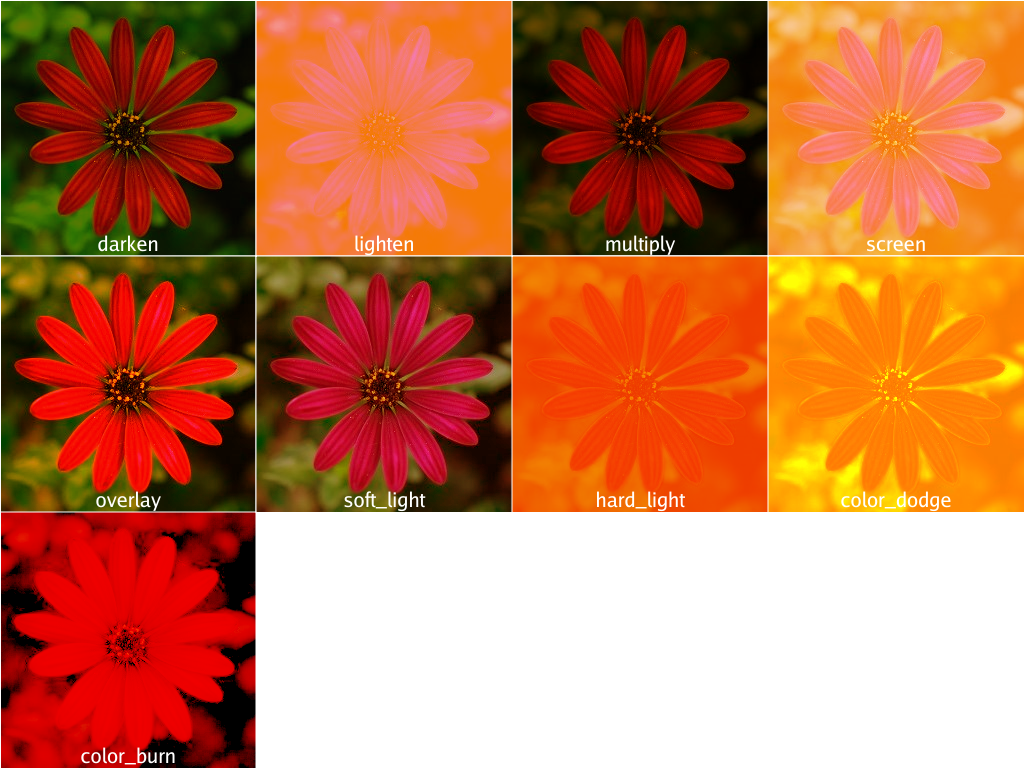 darken
lighten
multiply
screen
overlay
soft_light
hard_light
color_dodge
color_burn